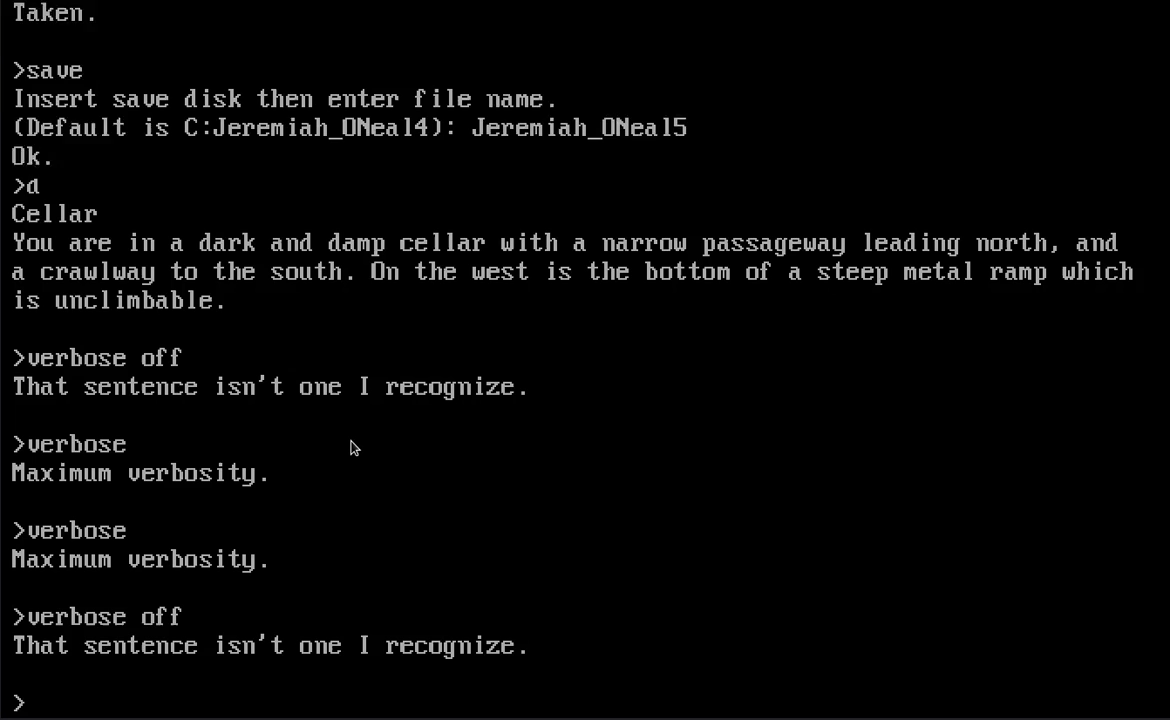 Taken.
>save
Insert save disk then enter file name.
(Default is C:Jeremiah_ONeal4): Jeremiah_ONeal5
Ok.
>d
Cellar
You are in a dark and damp cellar with a narrow passageway leading north, and
a crawlway to the south. On the west is the bottom of a steep metal ramp which
is unclimbable.
>verbose off
That sentence isn't one I recognize.
>verbose
Maximum verbosity.
>verbose
Maximum verbosity.
>verbose off
That sentence isn't one I recognize.
>